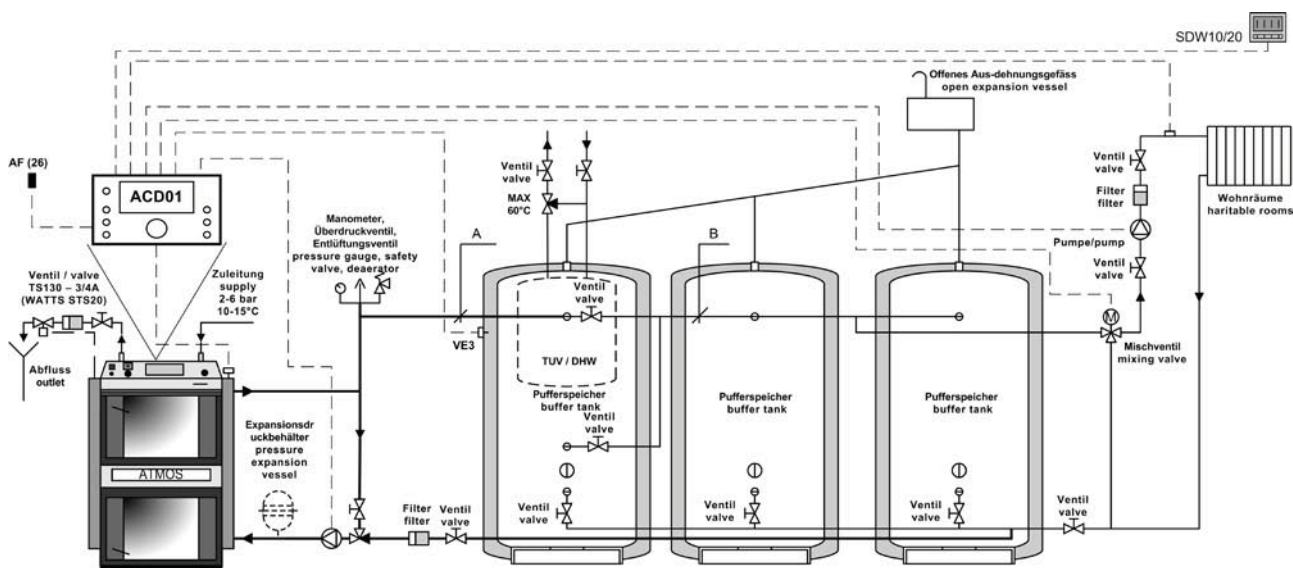 SDW10/20
Offenes Aus-dehnungsgefäss
open expansion vessel
AF (26)
ACD01
Ventil
valve
MAX
60°C
Ventil
valve
Filter
filter
Wohnräume
haritable rooms
Pumpe/pump
Ventil
valve
Manometer,
Überdruckventil,
Entlüftungsventil
pressure gauge, safety
valve, deaerator
A
B
Ventil / valve
TS130 – 3/4A
(WATTS STS20)
Zuleitung
supply
2-6 bar
10-15°C
Ventil
valve
M
VE3
Mischventil
mixing valve
Abfluss
outlet
TUV / DHW
Pufferspeicher
buffer tank
Pufferspeicher
buffer tank
Pufferspeicher
buffer tank
Ventil
valve
Expansionsdr
uckbehälter
pressure
expansion
vessel
ATMOS
Filter
filter
Ventil
valve
Ventil
valve
Ventil
valve
Ventil
valve
Ventil
valve